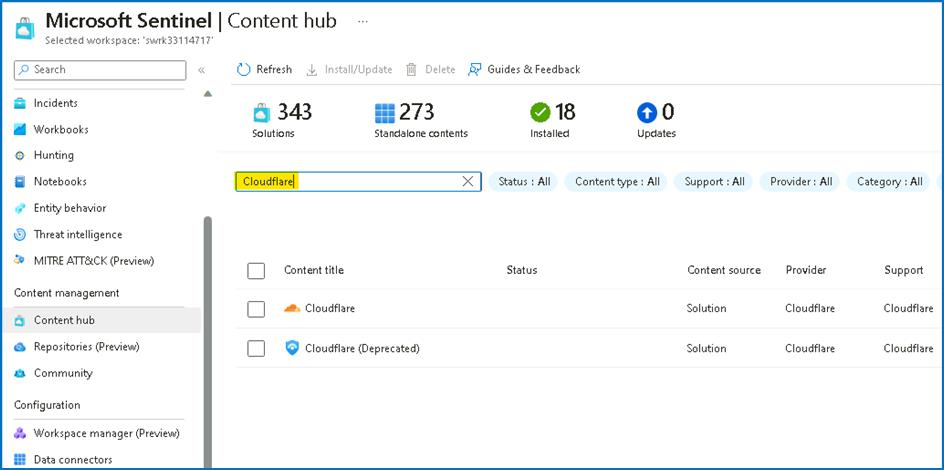 Microsoft Sentinel | Content hub ...
Selected workspace: 'swrk33114717'
Search «
Refresh Install/Update Delete Guides & Feedback
Incidents
Workbooks
Hunting
Notebooks
Entity behavior
Threat intelligence
MITRE ATT&CK (Preview)
Content management
Content hub
Repositories (Preview)
Community
Configuration
Workspace manager (Preview)
Data connectors
343 273 18 0
Solutions Standalone contents Installed Updates
Cloudflare Status : All Content type : All Support : All Provider : All Category : All
Content title Status Content source Provider Support
Cloudflare Solution Cloudflare Cloudflare
Cloudflare (Deprecated) Solution Cloudflare Cloudflare